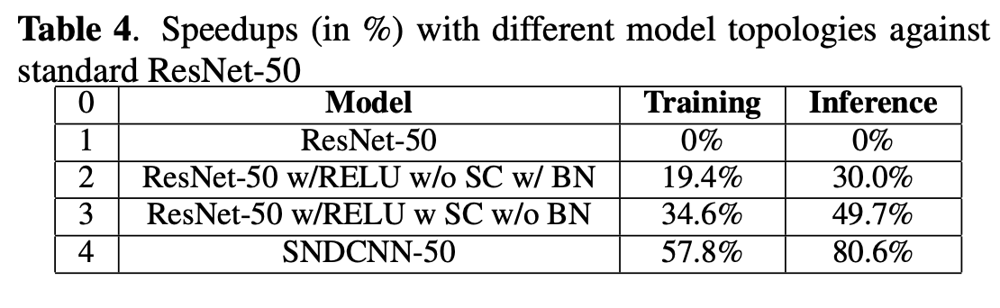 Table 4. Speedups (in %) with different model topologies against
standard ResNet-50
0 Model Training Inference
1 ResNet-50 0% 0%
2 ResNet-50 w/RELU w/o SC w/ BN 19.4% 30.0%
3 ResNet-50 w/RELU w SC w/o BN 34.6% 49.7%
4 SNDCNN-50 57.8% 80.6%